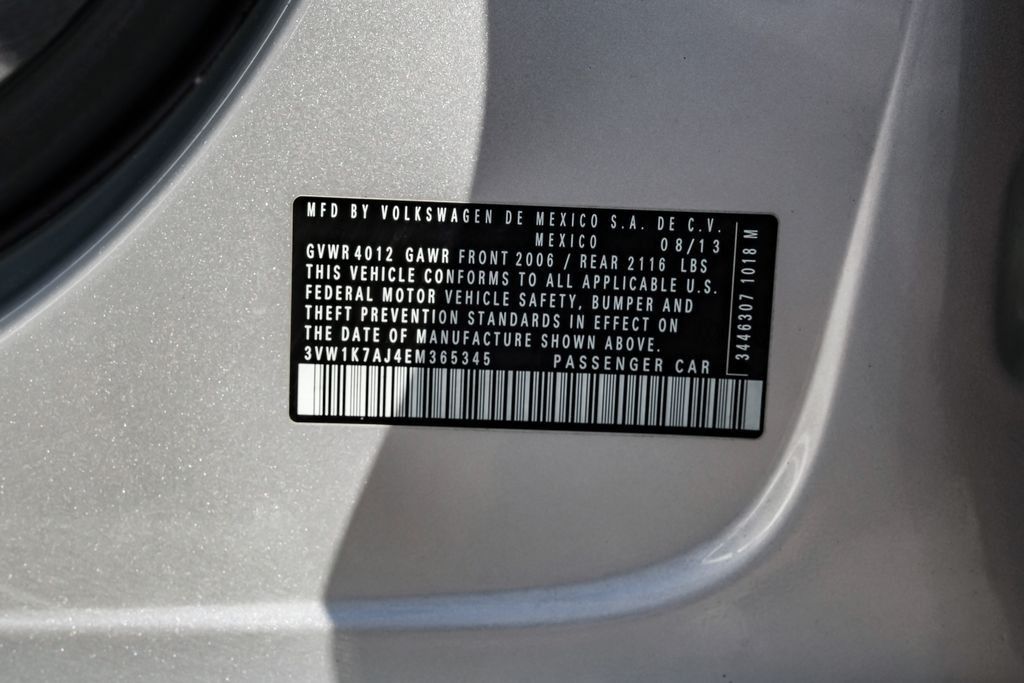 MFD BY VOLKSWAGEN DE MEXICO S.A. DE C.V.
MEXICO 08/13
GVWR 4012 GAWR FRONT 2006 / REAR 2116 LBS
THIS VEHICLE CONFORMS TO ALL APPLICABLE U.S.
FEDERAL MOTOR VEHICLE SAFETY, BUMPER AND
THEFT PREVENTION STANDARDS IN EFFECT ON
THE DATE OF MANUFACTURE SHOWN ABOVE.
3VW1K7AJ4EM365345 PASSENGER CAR
3446307 1018 M